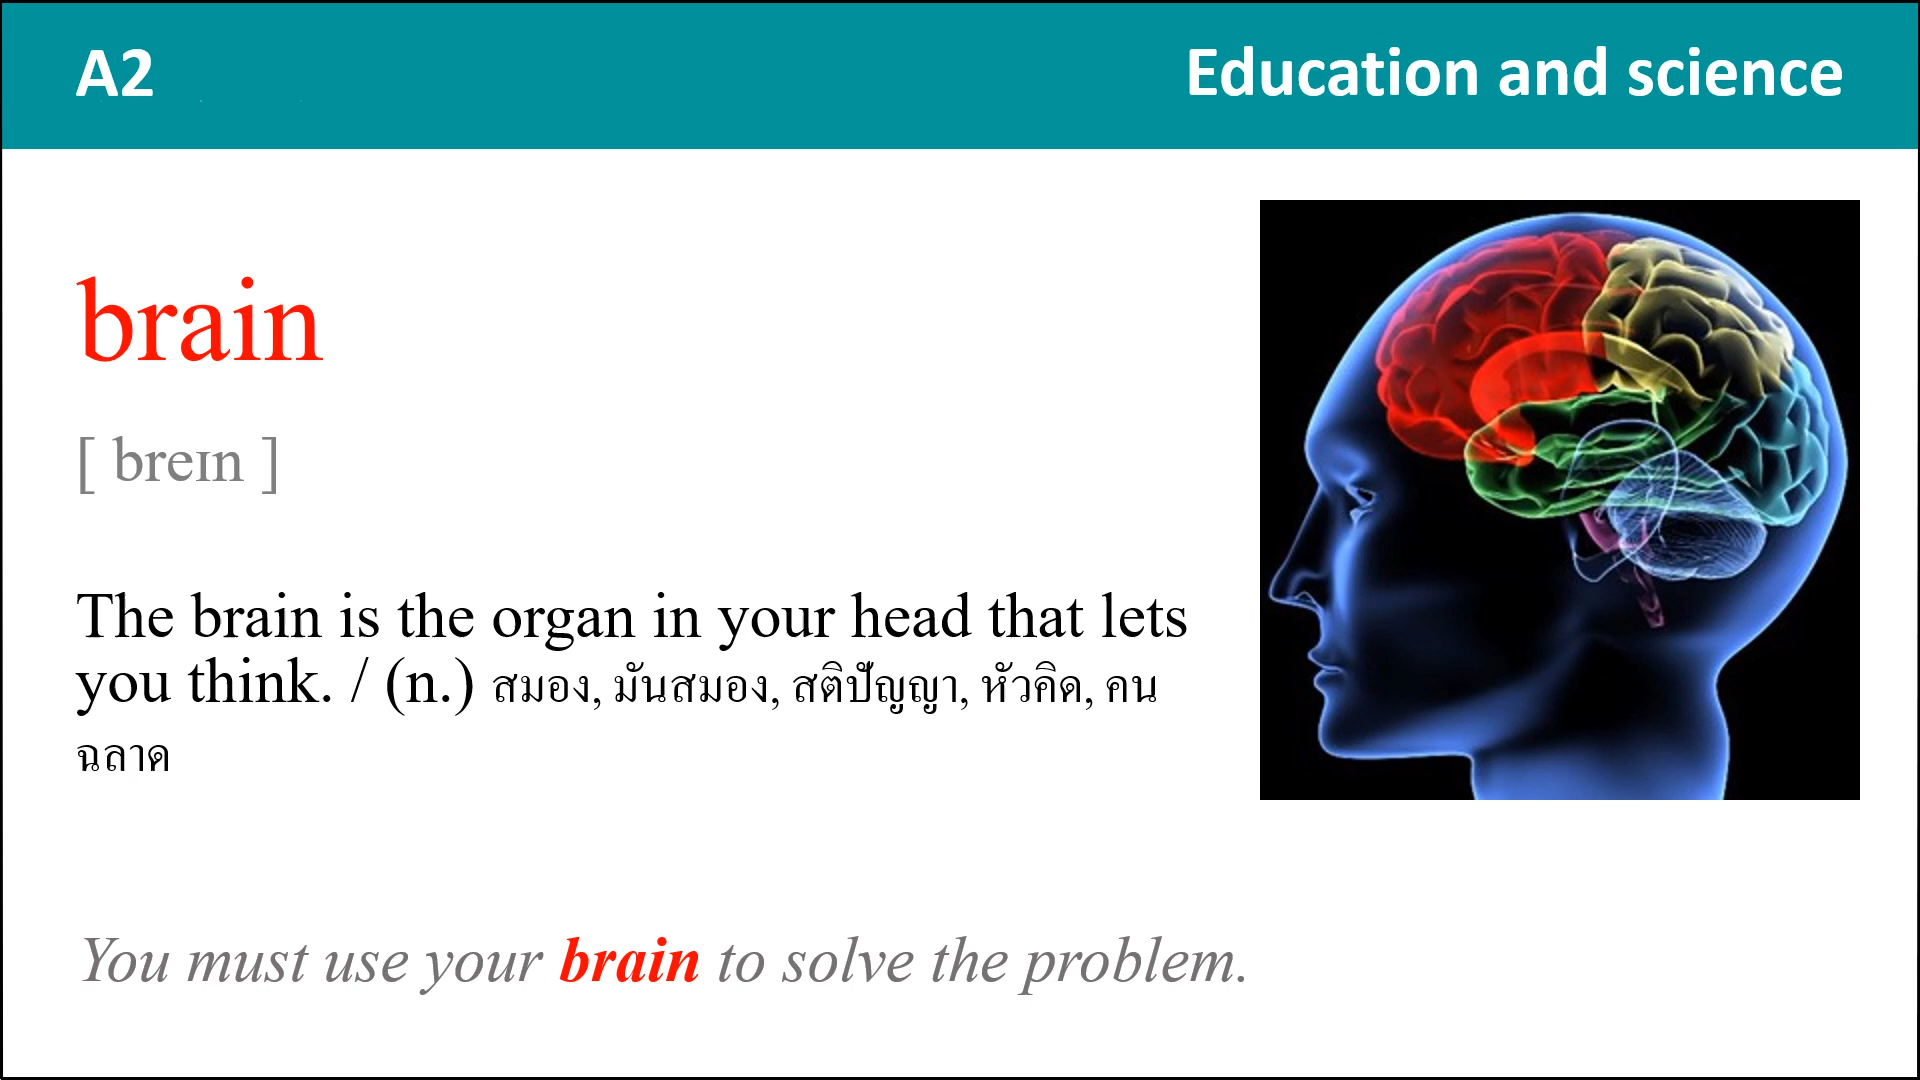 A2
Education and science
brain
[ breɪn ]
The brain is the organ in your head that lets
you think. / (n.) สมอง, มันสมอง, สติปัญญา, หัวคิด, คน
ฉลาด
You must use your brain to solve the problem.